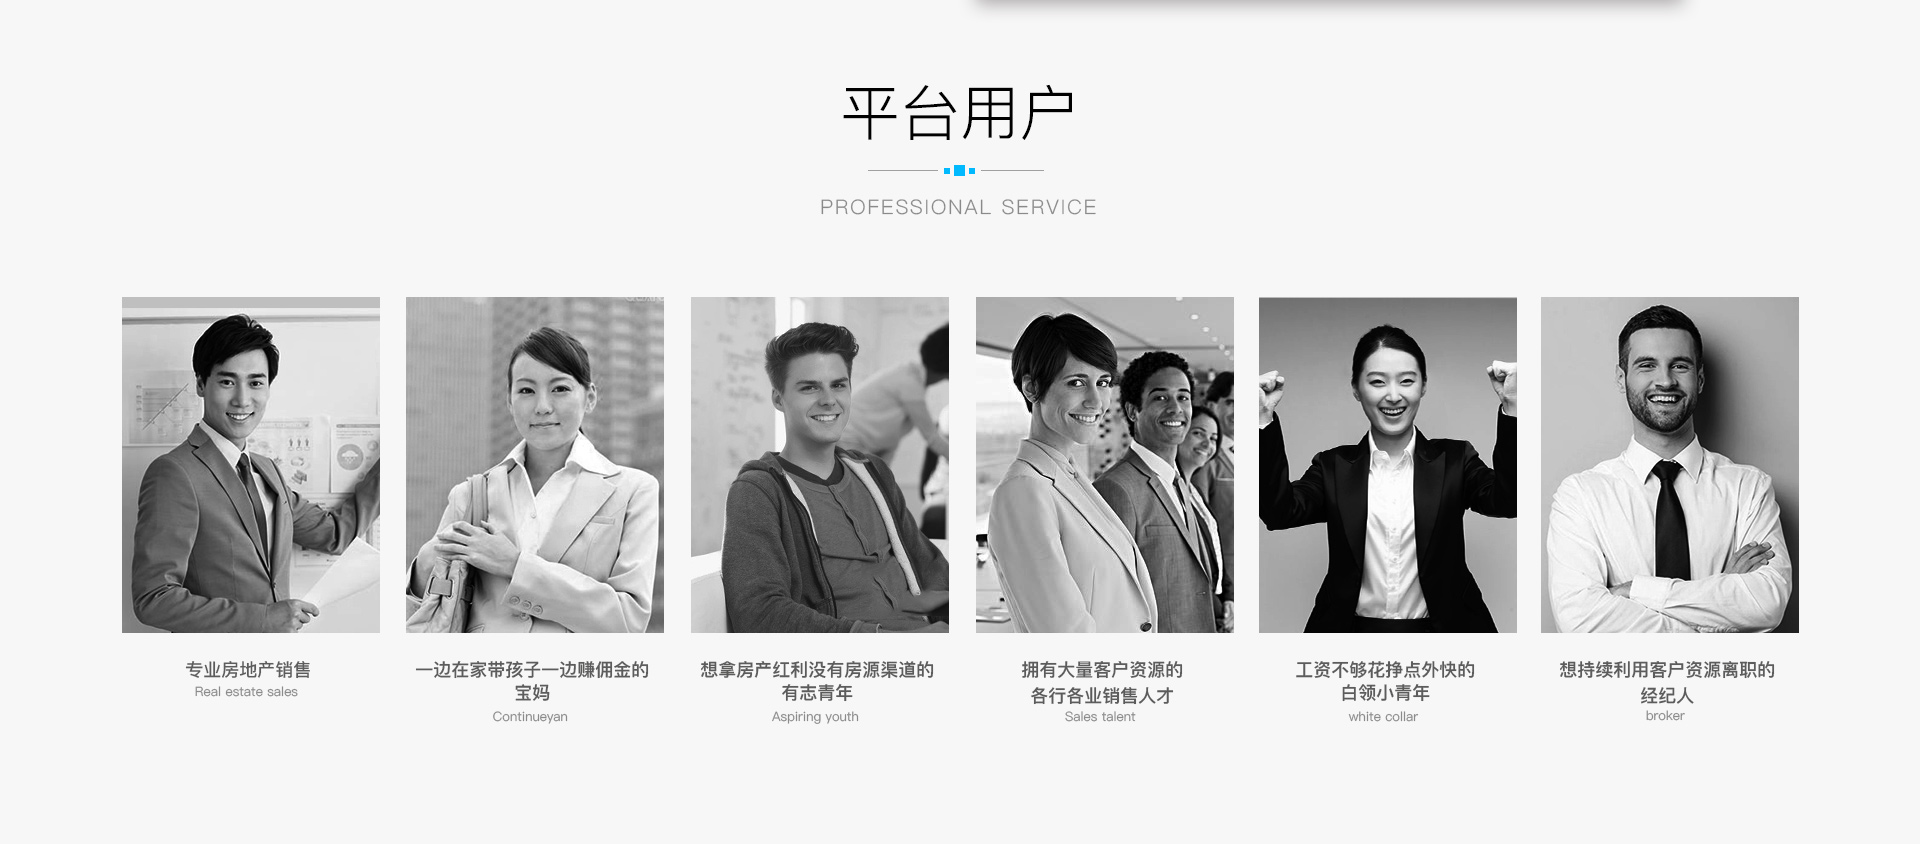 平台用户
PROFESSIONAL SERVICE
专业房地产销售
Real estate sales
一边在家带孩子一边赚佣金的
宝妈
Continueyan
想拿房产红利没有房源渠道的
有志青年
Aspiring youth
拥有大量客户资源的
各行各业销售人才
Sales talent
工资不够花挣点外快的
白领小青年
white collar
想持续利用客户资源离职的
经纪人
broker